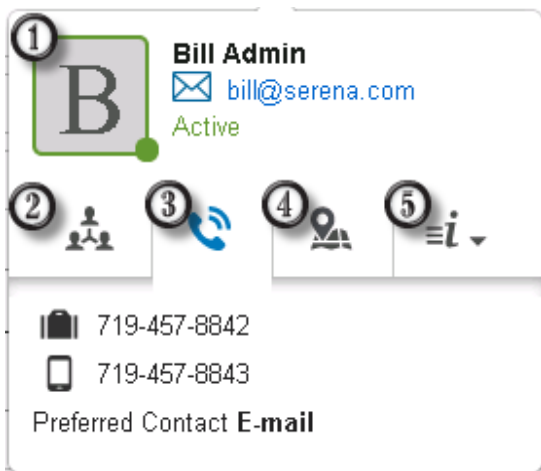 1
B
Bill Admin
bill@serena.com
Active
2 3 4 5 i
719-457-8842
719-457-8843
Preferred Contact E-mail